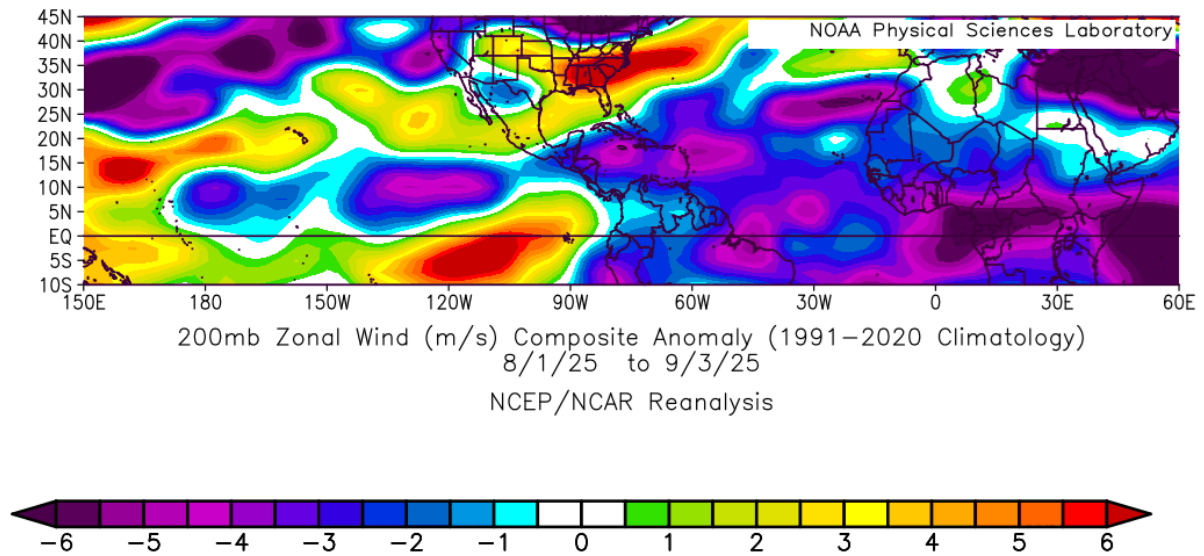 45N
NOAA Physical Sciences Laboratory
40N
35N
30N
25N
20N
15N
10N
5N
EQ
5S
10S
150E 180 150W 120W 90W 60W 30W 0 30E 60E
200mb Zonal Wind (m/s) Composite Anomaly (1991−2020 Climatology)
8/1/25 to 9/3/25
NCEP/NCAR Reanalysis
−6 −5 −4 −3 −2 −1 0 1 2 3 4 5 6